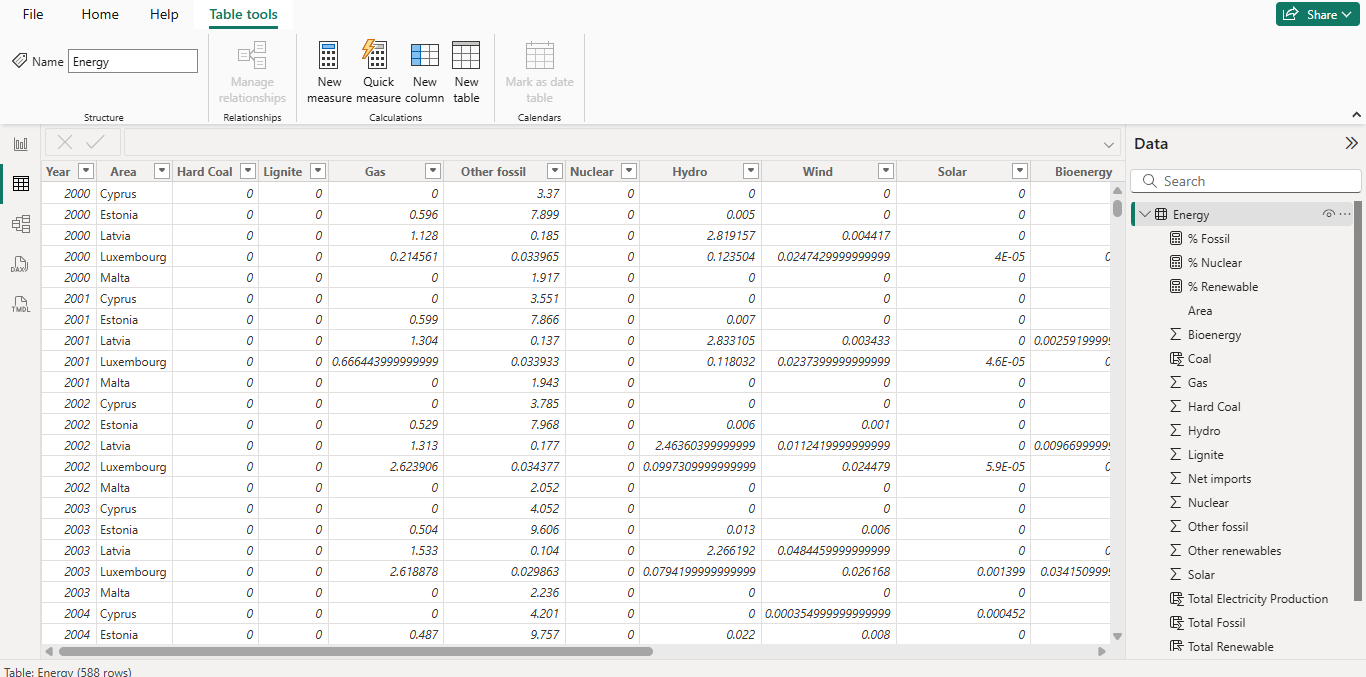 File Home Help Table tools Share
Name Energy
Manage relationships
New measure
Quick measure
New column
New table
Mark as date table
Structure Relationships Calculations Calendars
Data
Search
Year Area Hard Coal Lignite Gas Other fossil Nuclear Hydro Wind Solar Bioenergy
2000 Cyprus 0 0 0 3.37 0 0 0 0
2000 Estonia 0 0 0.596 7.899 0 0.005 0 0
2000 Latvia 0 0 1.128 0.185 0 2.819157 0.004417 0
2000 Luxembourg 0 0 0.214561 0.033965 0 0.123504 0.0247429999999999 4E-05 0
2000 Malta 0 0 0 1.917 0 0 0 0
2001 Cyprus 0 0 0 3.551 0 0 0 0
2001 Estonia 0 0 0.599 7.866 0 0.007 0 0
2001 Latvia 0 0 1.304 0.137 0 2.833105 0.003433 0 0.0025919999
2001 Luxembourg 0 0 0.666443999999999 0.033933 0 0.118032 0.0237399999999999 4.6E-05 0
2001 Malta 0 0 0 1.943 0 0 0 0
2002 Cyprus 0 0 0 3.785 0 0 0 0
2002 Estonia 0 0 0.529 7.968 0 0.006 0.001 0
2002 Latvia 0 0 1.313 0.177 0 2.46360399999999 0.0112419999999999 0 0.0096699999
2002 Luxembourg 0 0 2.623906 0.034377 0 0.0997309999999999 0.024479 5.9E-05 0
2002 Malta 0 0 0 2.052 0 0 0 0
2003 Cyprus 0 0 0 4.052 0 0 0 0
2003 Estonia 0 0 0.504 9.606 0 0.013 0.006 0
2003 Latvia 0 0 1.533 0.104 0 2.266192 0.0484459999999999 0 0
2003 Luxembourg 0 0 2.618878 0.029863 0 0.0794199999999999 0.026168 0.001399 0.034150999
2003 Malta 0 0 0 2.236 0 0 0 0
2004 Cyprus 0 0 0 4.201 0 0 0.000354999999999999 0.000452
2004 Estonia 0 0 0.487 9.757 0 0.022 0.008 0
Energy
% Fossil
% Nuclear
% Renewable
Area
Bioenergy
Coal
Gas
Hard Coal
Hydro
Lignite
Net imports
Nuclear
Other fossil
Other renewables
Solar
Total Electricity Production
Total Fossil
Total Renewable
DAX
TMDL
Table: Energy (588 rows)